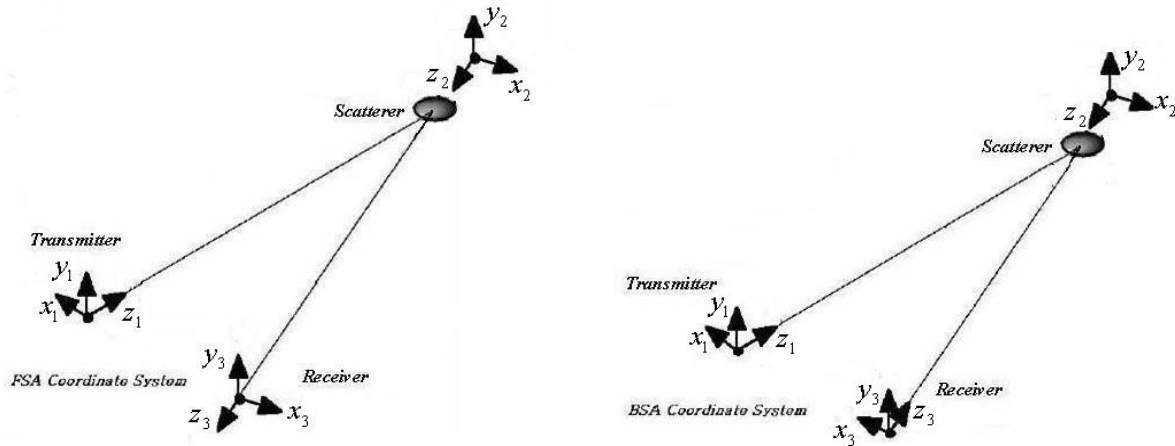 y₂
z₂
x₂
Scatterer
Transmitter
y₁
x₁
z₁
y₃
FSA Coordinate System
Receiver
z₃
x₃
y₂
z₂
x₂
Scatterer
Transmitter
y₁
x₁
z₁
y₃
BSA Coordinate System
z₃
Receiver
x₃